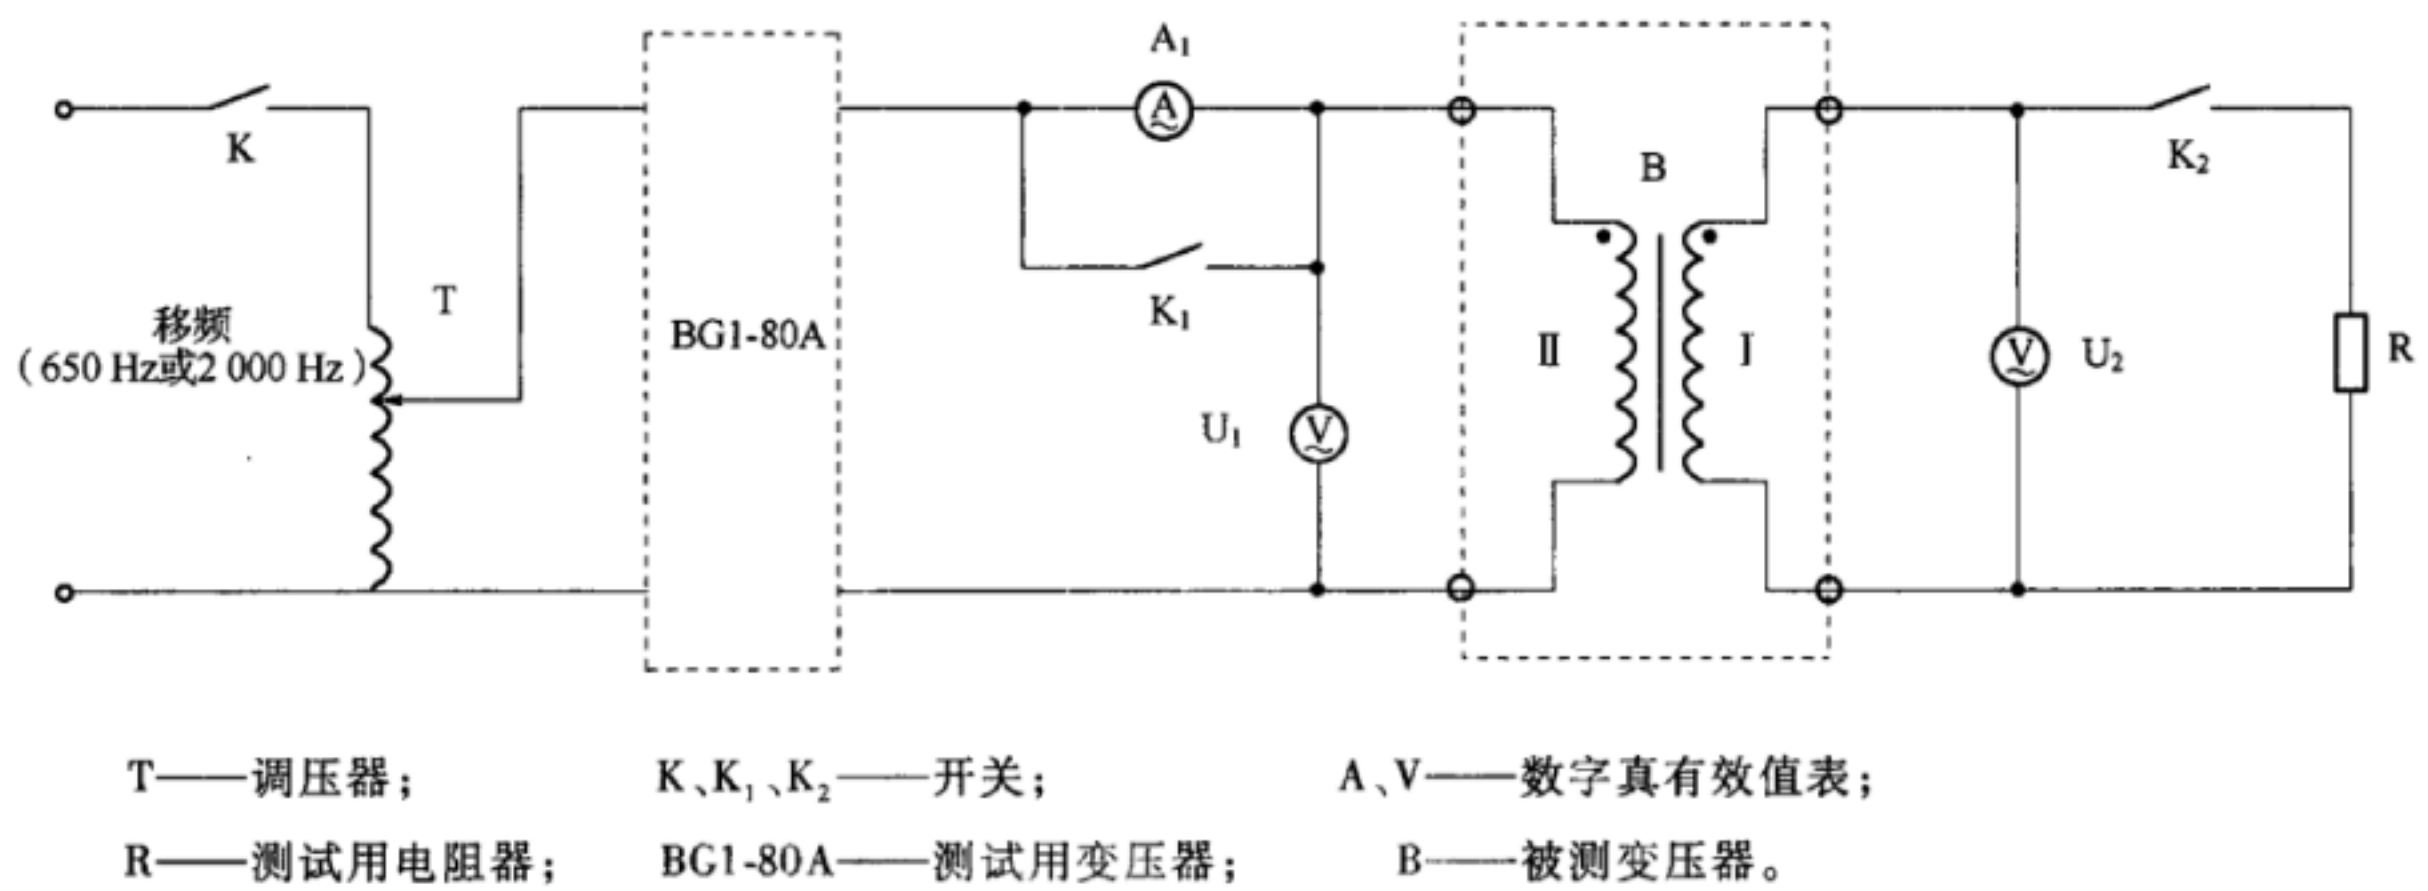 A₁
K
B
K₂
T
移频
(650 Hz或2 000 Hz)
BG1-80A
K₁
A
U₁
V
Ⅱ
Ⅰ
V
U₂
R
T——调压器; K、K₁、K₂——开关; A、V——数字真有效值表;
R——测试用电阻器; BG1-80A——测试用变压器; B——被测变压器。